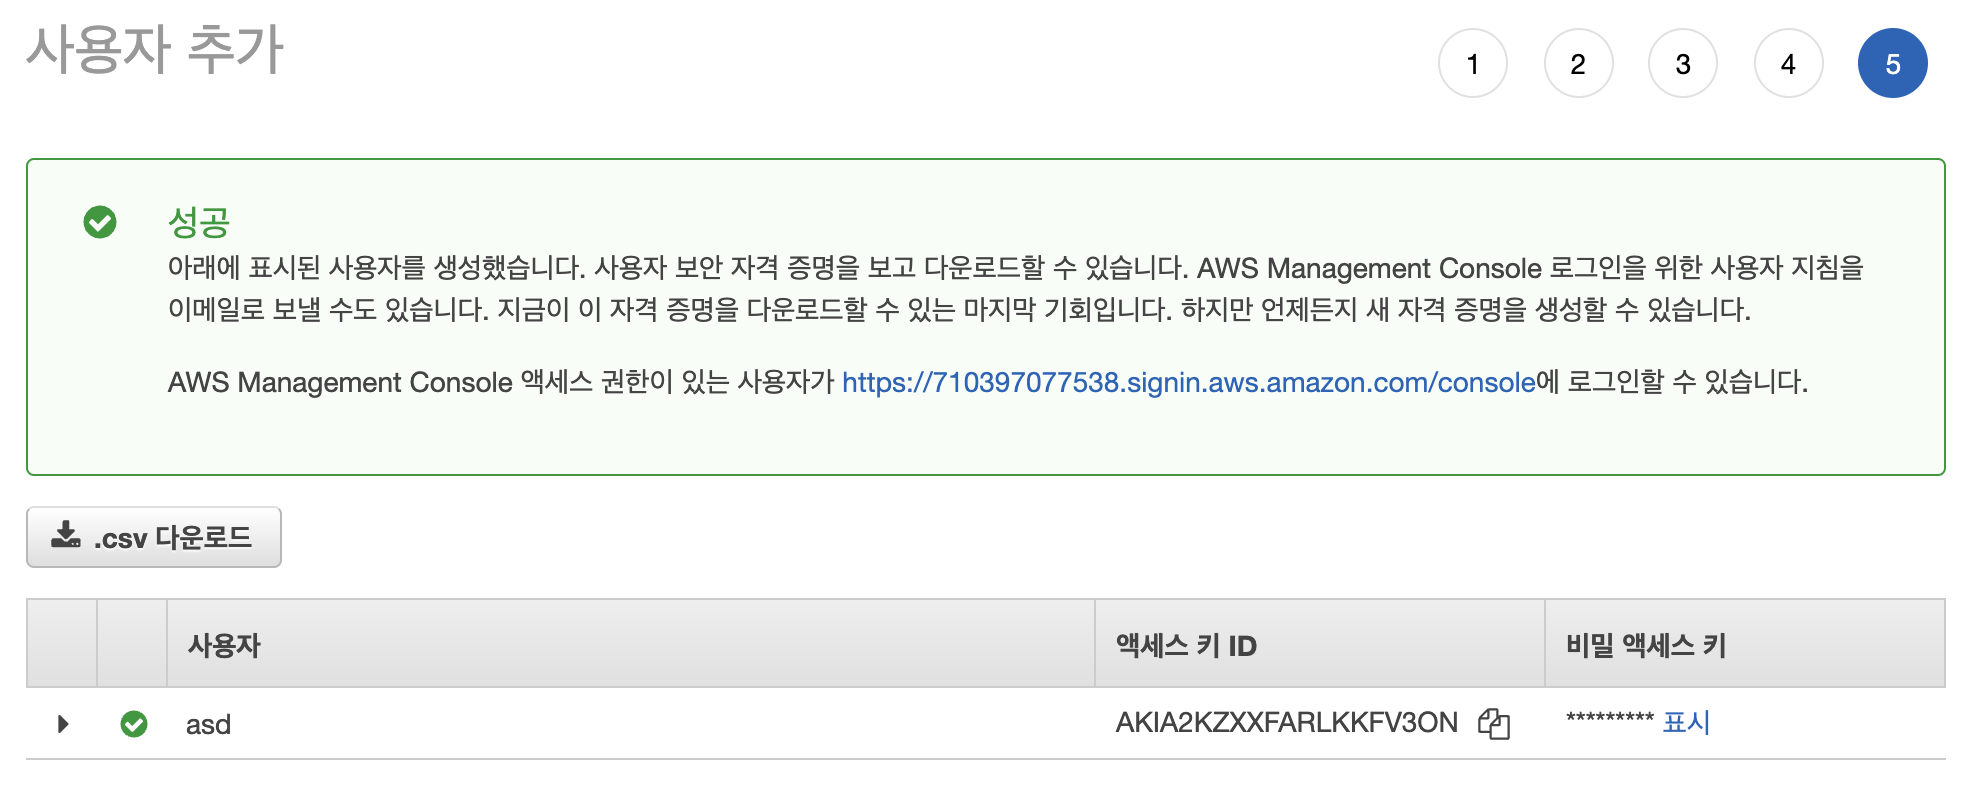 사용자 추가
1 2 3 4 5
성공
아래에 표시된 사용자를 생성했습니다. 사용자 보안 자격 증명을 보고 다운로드할 수 있습니다. AWS Management Console 로그인을 위한 사용자 지침을
이메일로 보낼 수도 있습니다. 지금이 이 자격 증명을 다운로드할 수 있는 마지막 기회입니다. 하지만 언제든지 새 자격 증명을 생성할 수 있습니다.
AWS Management Console 액세스 권한이 있는 사용자가 https://710397077538.signin.aws.amazon.com/console에 로그인할 수 있습니다.
.csv 다운로드
사용자 액세스 키 ID 비밀 액세스 키
asd AKIA2KZXXFARLKKFV3ON ********* 표시